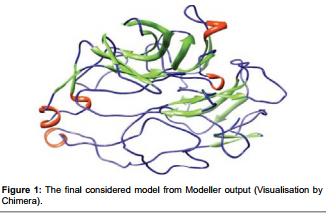 Figure 1: The final considered model from Modeller output (Visualisation by
Chimera).